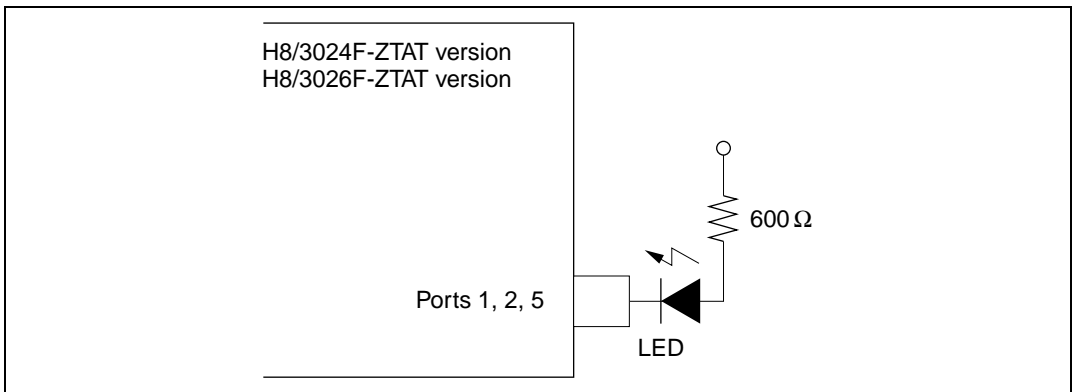 H8/3024F-ZTAT version
H8/3026F-ZTAT version
600 Ω
Ports 1, 2, 5
LED